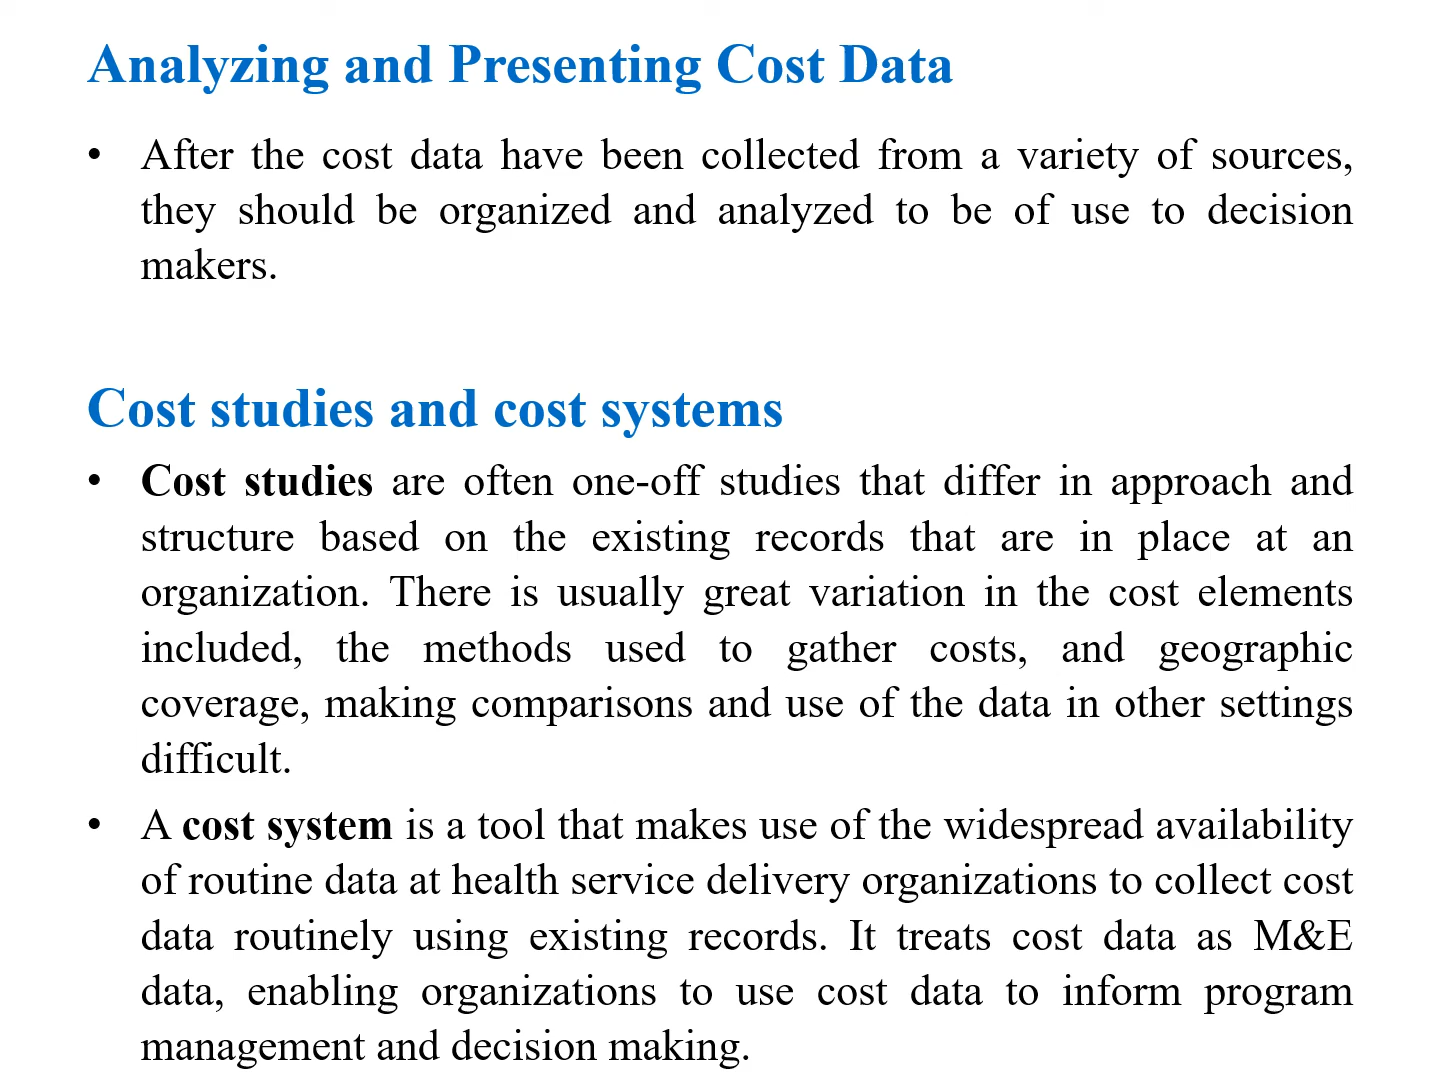 Analyzing and Presenting Cost Data
• After the cost data have been collected from a variety of sources,
they should be organized and analyzed to be of use to decision
makers.
Cost studies and cost systems
• Cost studies are often one-off studies that differ in approach and
structure based on the existing records that are in place at an
organization. There is usually great variation in the cost elements
included, the methods used to gather costs, and geographic
coverage, making comparisons and use of the data in other settings
difficult.
• A cost system is a tool that makes use of the widespread availability
of routine data at health service delivery organizations to collect cost
data routinely using existing records. It treats cost data as M&E
data, enabling organizations to use cost data to inform program
management and decision making.